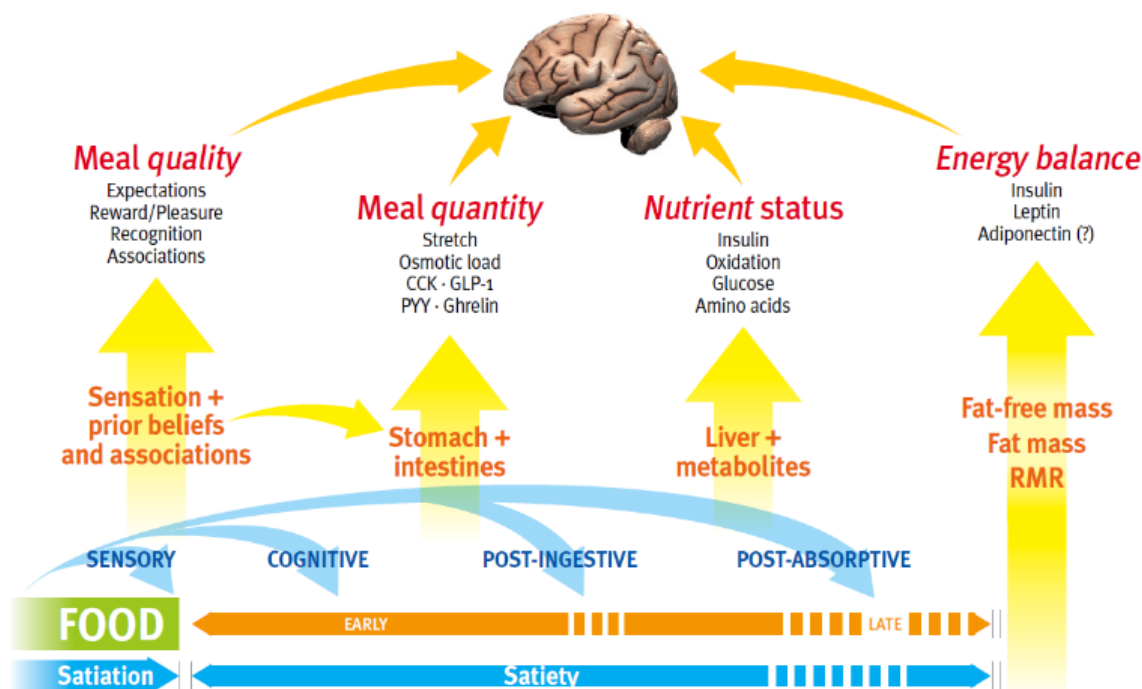 Meal quality
Expectations
Reward/Pleasure
Recognition
Associations
Meal quantity
Stretch
Osmotic load
CCK · GLP-1
PYY · Ghrelin
Nutrient status
Insulin
Oxidation
Glucose
Amino acids
Energy balance
Insulin
Leptin
Adiponectin (?)
Sensation +
prior beliefs
and associations
Stomach +
intestines
Liver +
metabolites
Fat-free mass
Fat mass
RMR
SENSORY
COGNITIVE
POST-INGESTIVE
POST-ABSORPTIVE
FOOD
EARLY
LATE
Satiation
Satiety